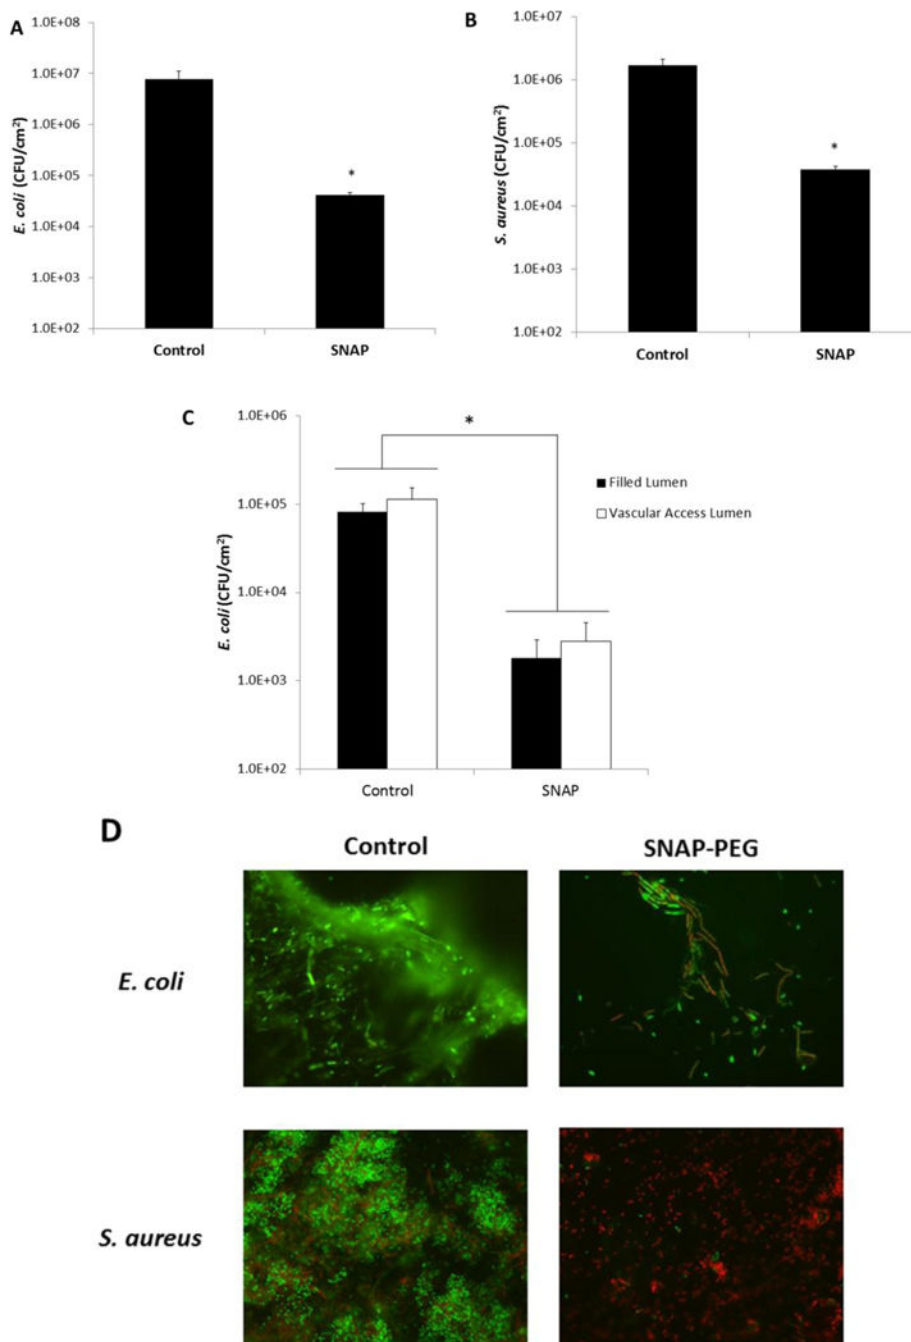 A
E. coli (CFU/cm²)
1.0E+08
1.0E+07
1.0E+06
1.0E+05
1.0E+04
1.0E+03
1.0E+02
*
Control SNAP
B
S. aureus (CFU/cm²)
1.0E+07
1.0E+06
1.0E+05
1.0E+04
1.0E+03
1.0E+02
*
Control SNAP
C
E. coli (CFU/cm²)
1.0E+06
1.0E+05
1.0E+04
1.0E+03
1.0E+02
*
Filled Lumen
Vascular Access Lumen
Control SNAP
D
Control SNAP-PEG
E. coli
S. aureus